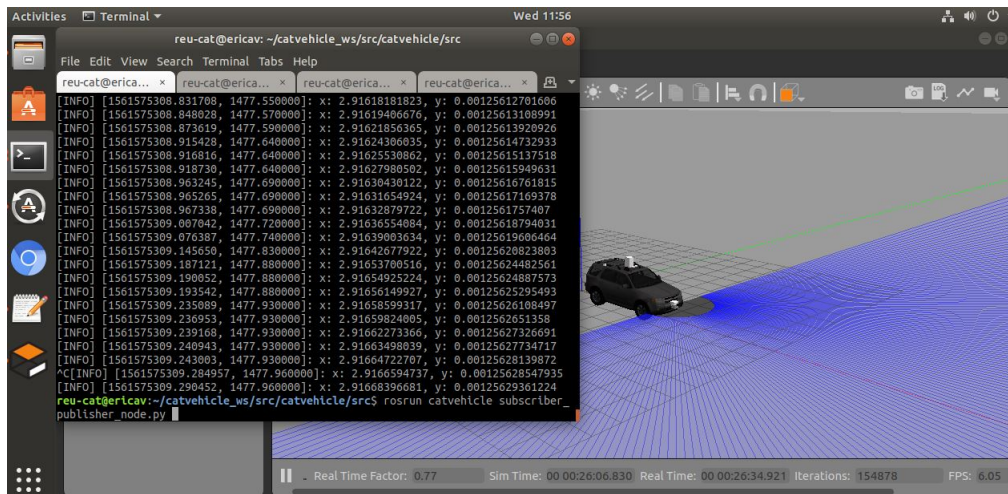 Activities Terminal Wed 11:56
reu-cat@ericav: ~/catvehicle_ws/src/catvehicle/src
File Edit View Search Terminal Tabs Help
reu-cat@erica... × reu-cat@erica... × reu-cat@erica... × reu-cat@erica... ×
[INFO] [1561575308.831708, 1477.550000]: x: 2.91618181823, y: 0.00125612701606
[INFO] [1561575308.848028, 1477.570000]: x: 2.91619406676, y: 0.00125613108991
[INFO] [1561575308.873619, 1477.590000]: x: 2.91621856365, y: 0.00125613920926
[INFO] [1561575308.915428, 1477.640000]: x: 2.91624306035, y: 0.00125614732933
[INFO] [1561575308.916816, 1477.640000]: x: 2.91625530862, y: 0.00125615137518
[INFO] [1561575308.918730, 1477.640000]: x: 2.91627980502, y: 0.00125615949631
[INFO] [1561575308.963245, 1477.690000]: x: 2.91630430122, y: 0.00125616761815
[INFO] [1561575308.965265, 1477.690000]: x: 2.91631654924, y: 0.00125617169378
[INFO] [1561575308.967338, 1477.690000]: x: 2.91632879722, y: 0.001256175​7407
[INFO] [1561575309.007042, 1477.720000]: x: 2.91636554084, y: 0.00125618794031
[INFO] [1561575309.076387, 1477.740000]: x: 2.91639003634, y: 0.00125619606464
[INFO] [1561575309.145650, 1477.830000]: x: 2.91642677922, y: 0.00125620823803
[INFO] [1561575309.187121, 1477.880000]: x: 2.91653700516, y: 0.00125624482561
[INFO] [1561575309.190052, 1477.880000]: x: 2.91654925224, y: 0.00125624887573
[INFO] [1561575309.193542, 1477.880000]: x: 2.91656149927, y: 0.00125625295493
[INFO] [1561575309.235089, 1477.930000]: x: 2.91658599317, y: 0.00125626108497
[INFO] [1561575309.236953, 1477.930000]: x: 2.91659824005, y: 0.0012562651358
[INFO] [1561575309.239168, 1477.930000]: x: 2.91662273366, y: 0.00125627326691
[INFO] [1561575309.240943, 1477.930000]: x: 2.91663498039, y: 0.00125627734717
[INFO] [1561575309.243003, 1477.930000]: x: 2.91664722707, y: 0.00125628139872
^C[INFO] [1561575309.284957, 1477.960000]: x: 2.9166594737, y: 0.00125628547935
[INFO] [1561575309.290452, 1477.960000]: x: 2.91668396681, y: 0.00125629361224
reu-cat@ericav:~/catvehicle_ws/src/catvehicle/src$ rosrun catvehicle subscriber_
publisher_node.py
LOG
Real Time Factor: 0.77 Sim Time: 00 00:26:06.830 Real Time: 00 00:26:34.921 Iterations: 154878 FPS: 6.05